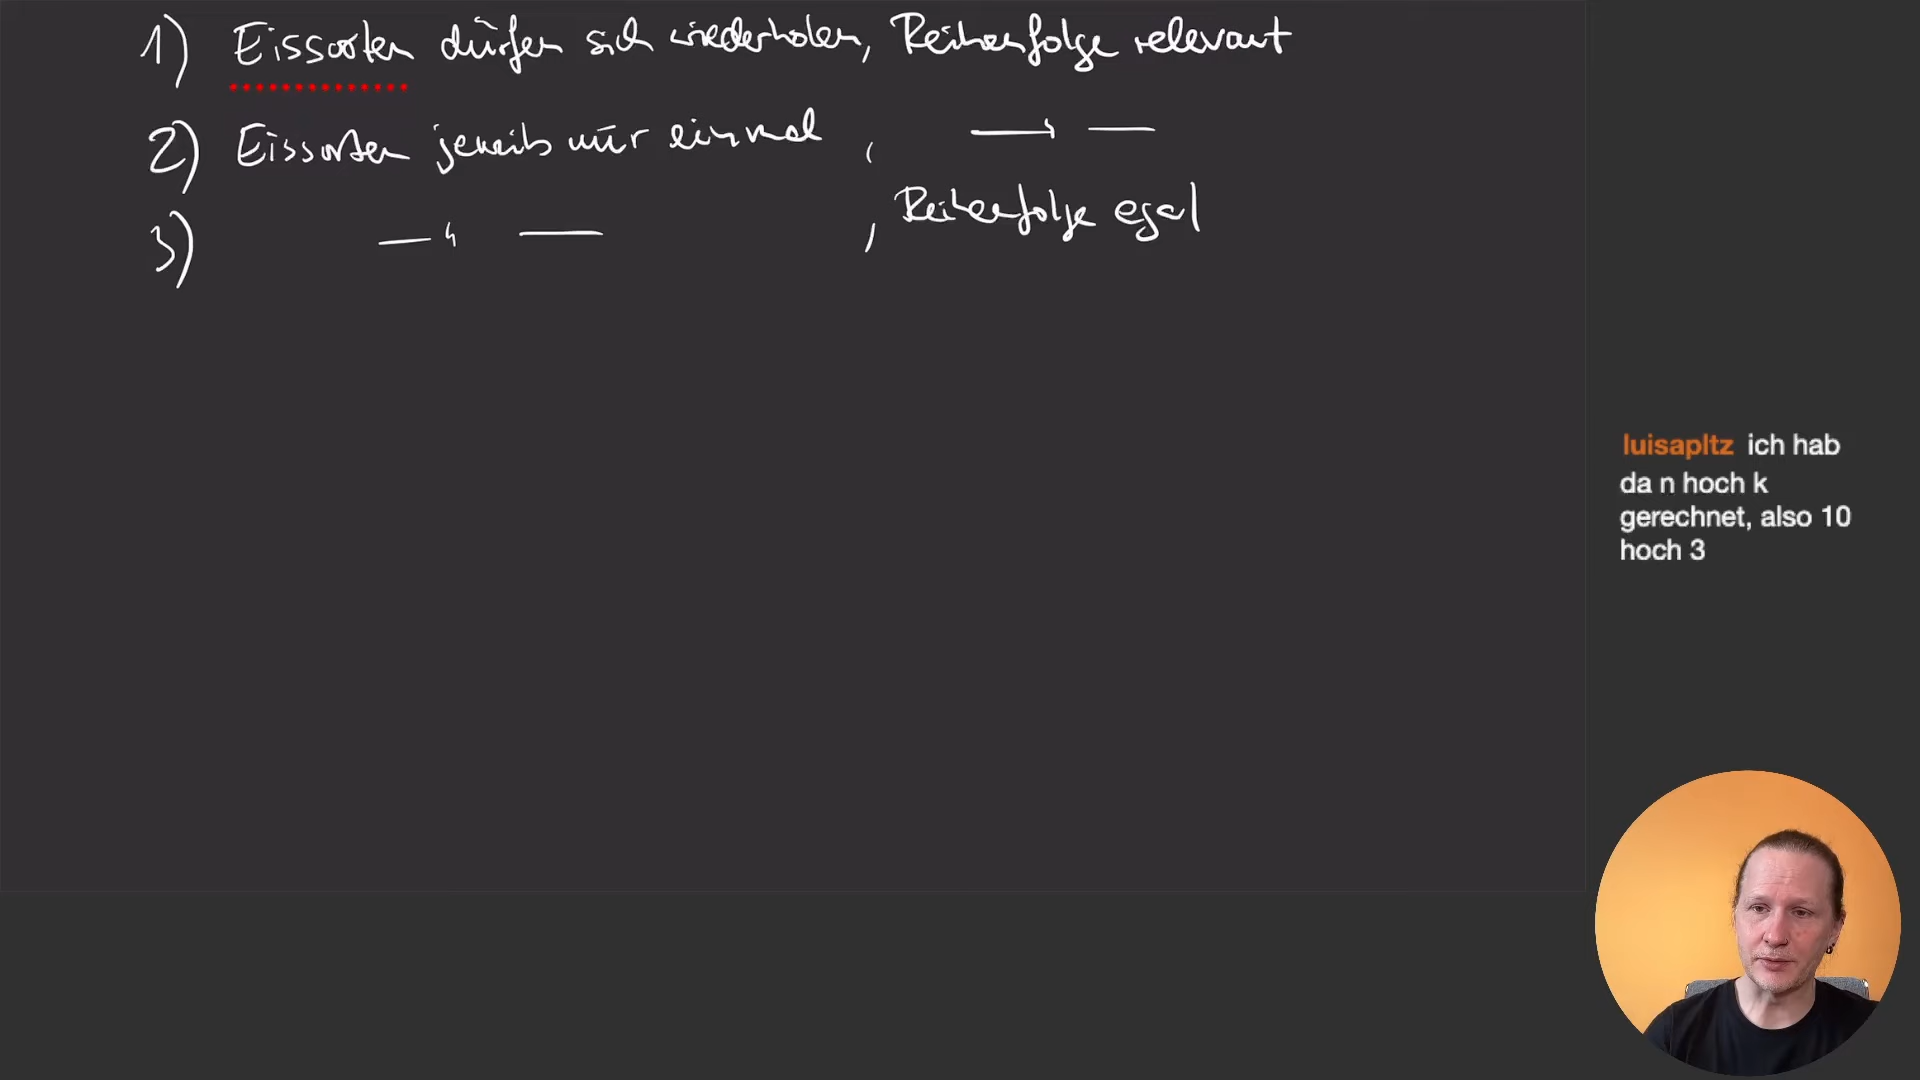 1) Eissorten dürfen sich wiederholen, Reihenfolge relevant
2) Eissorten jeweils nur einmal, — " —
3) — " — , Reihenfolge egal
luisapltz ich hab
da n hoch k
gerechnet, also 10
hoch 3